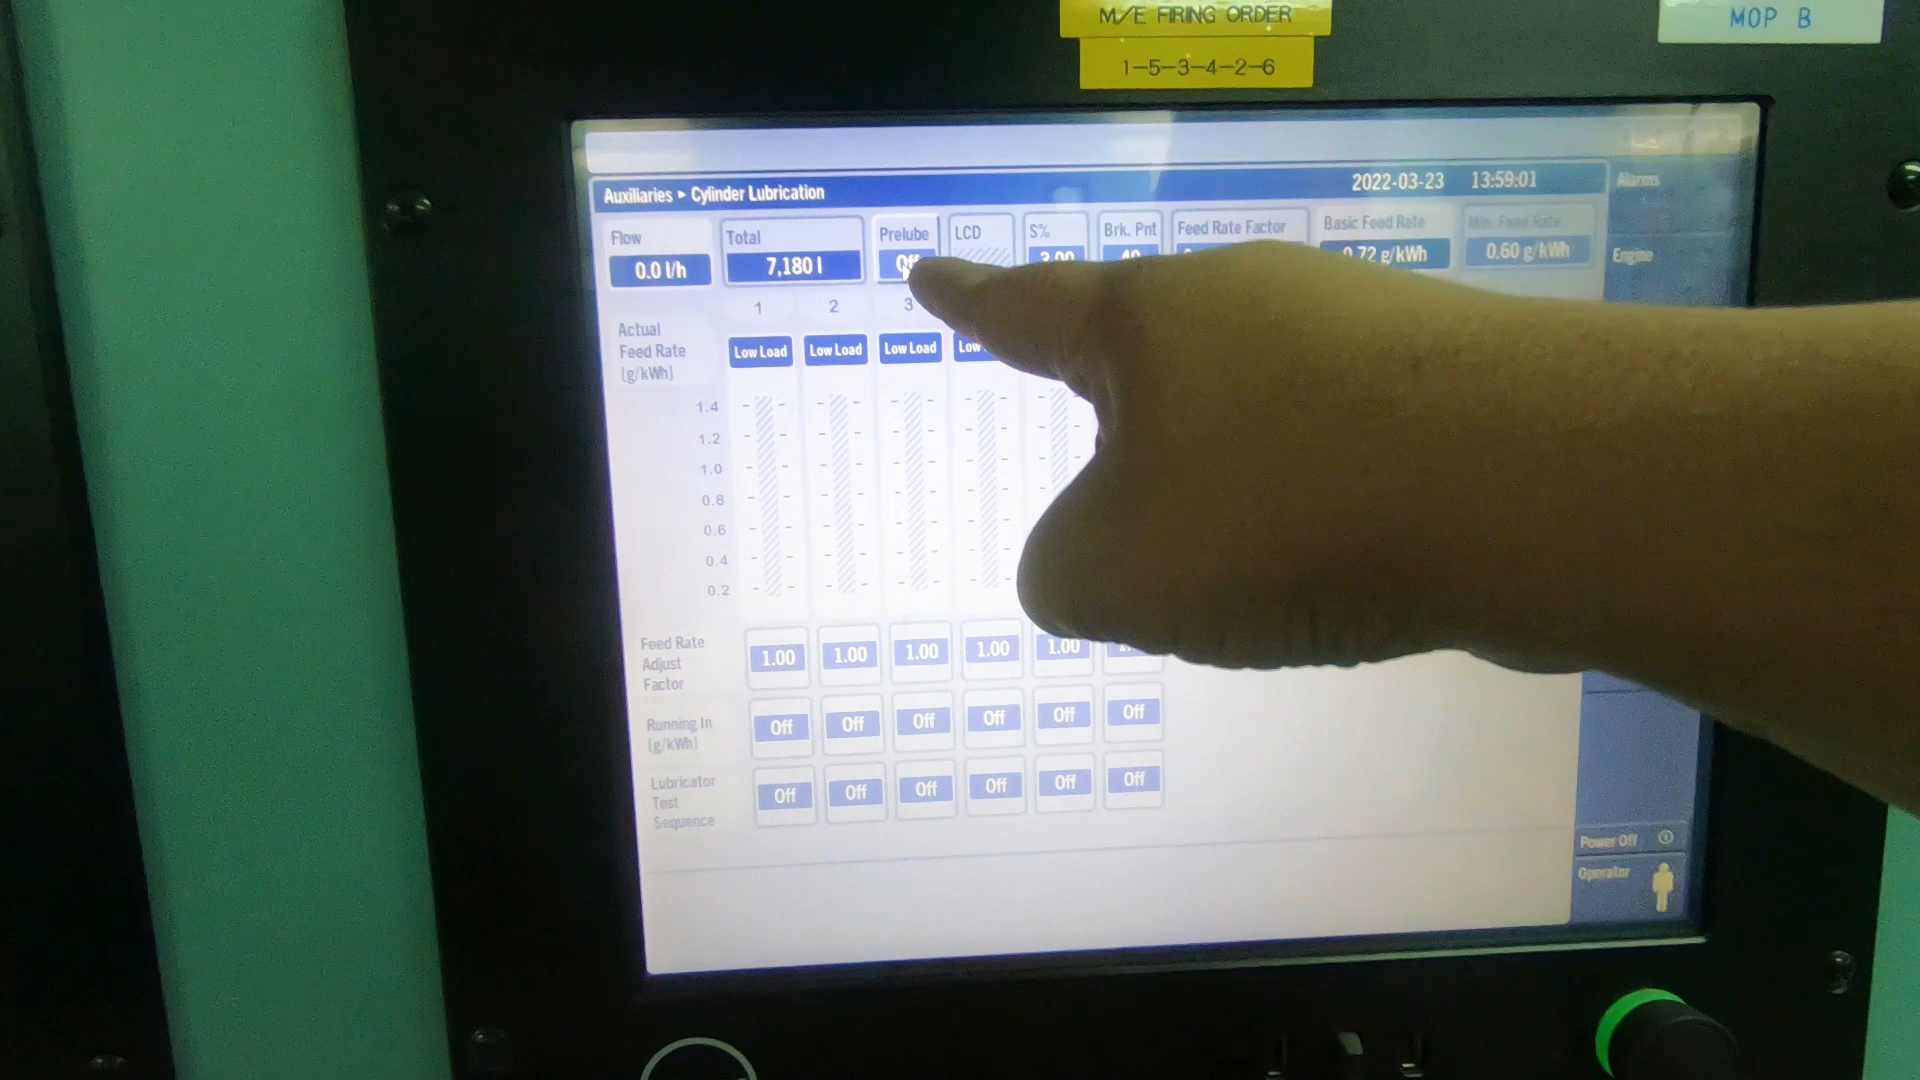 M/E FIRING ORDER
MOP B
1-5-3-4-2-6
Auxiliaries ▸ Cylinder Lubrication
2022-03-23 13:59:01
Alarms
Flow
Total
Prelube
LCD
S%
Brk. Pnt
Feed Rate Factor
Basic Feed Rate
Min. Feed Rate
0.0 l/h
7,180 l
Off
3.00
40
0.72 g/kWh
0.60 g/kWh
Engine
1 2 3
Actual
Feed Rate
[g/kWh]
Low Load Low Load Low Load Low
1.4
1.2
1.0
0.8
0.6
0.4
0.2
Feed Rate
Adjust
Factor
1.00 1.00 1.00 1.00 1.00
Running In
[g/kWh]
Off Off Off Off Off Off
Lubricator
Test
Sequence
Off Off Off Off Off Off
Power Off
Operator